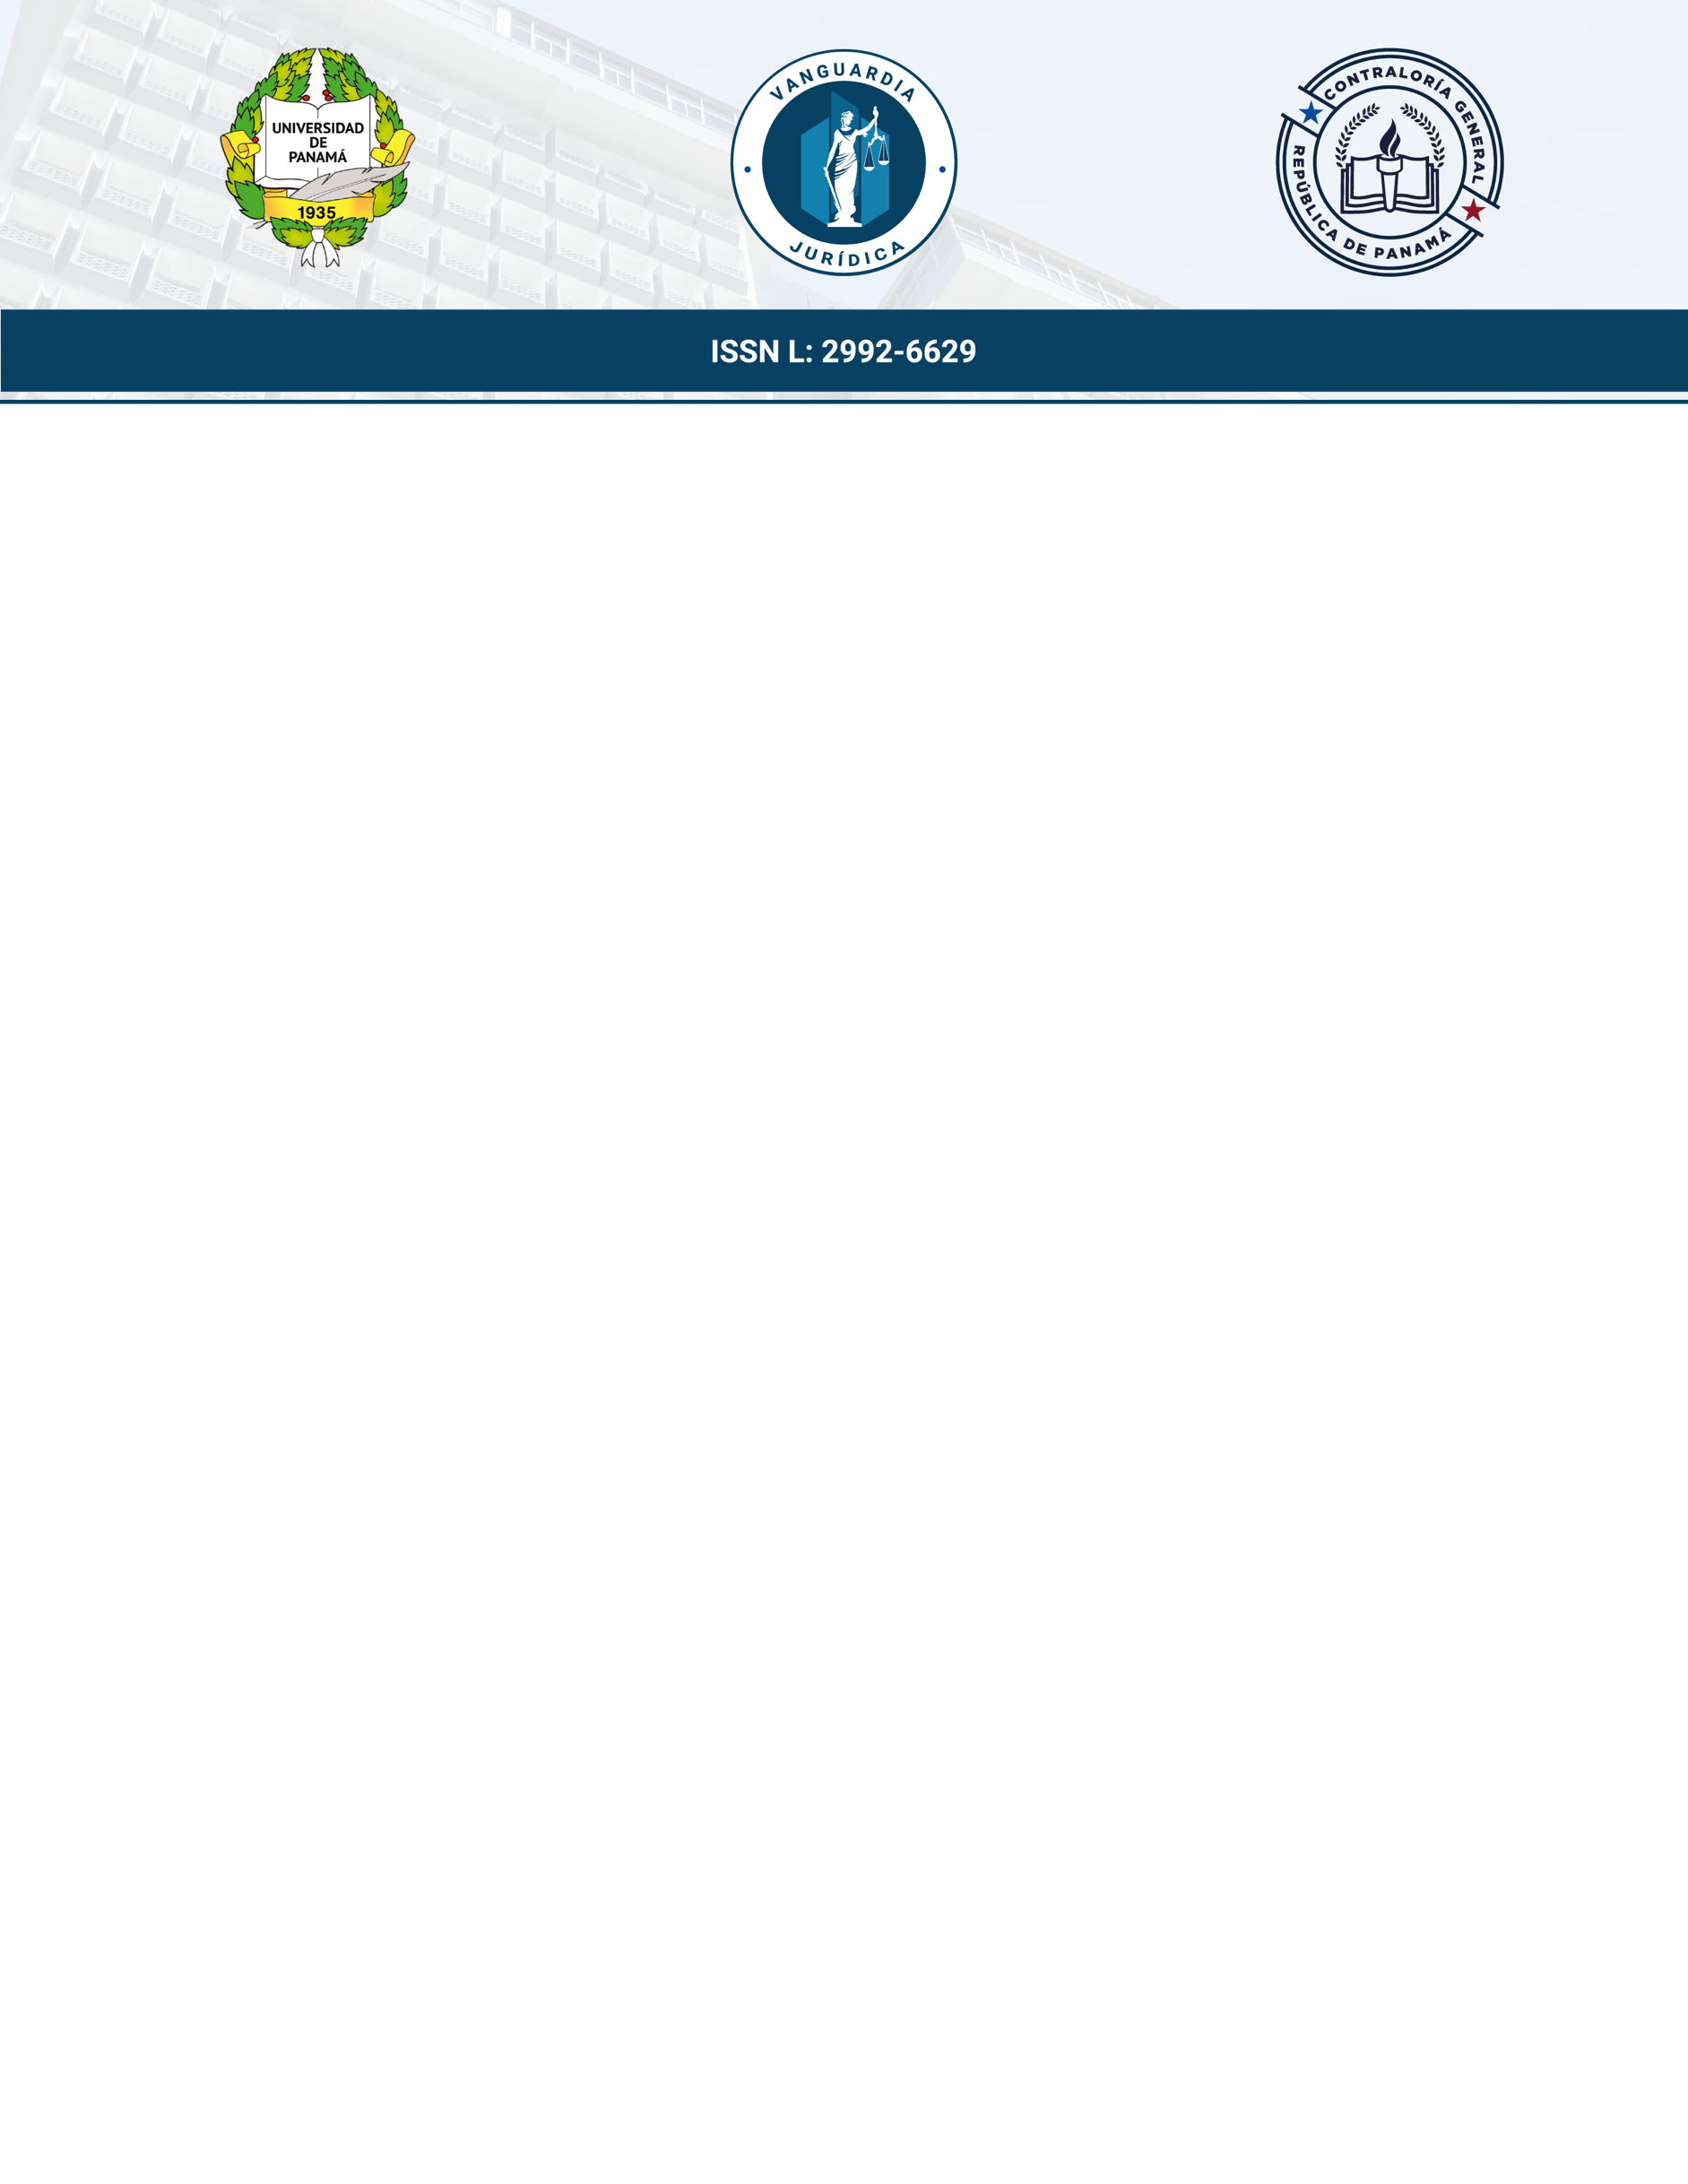 UNIVERSIDAD
DE
PANAMÁ
1935
VANGUARDIA
JURÍDICA
CONTRALORÍA GENERAL
REPÚBLICA DE PANAMÁ
ISSN L: 2992-6629